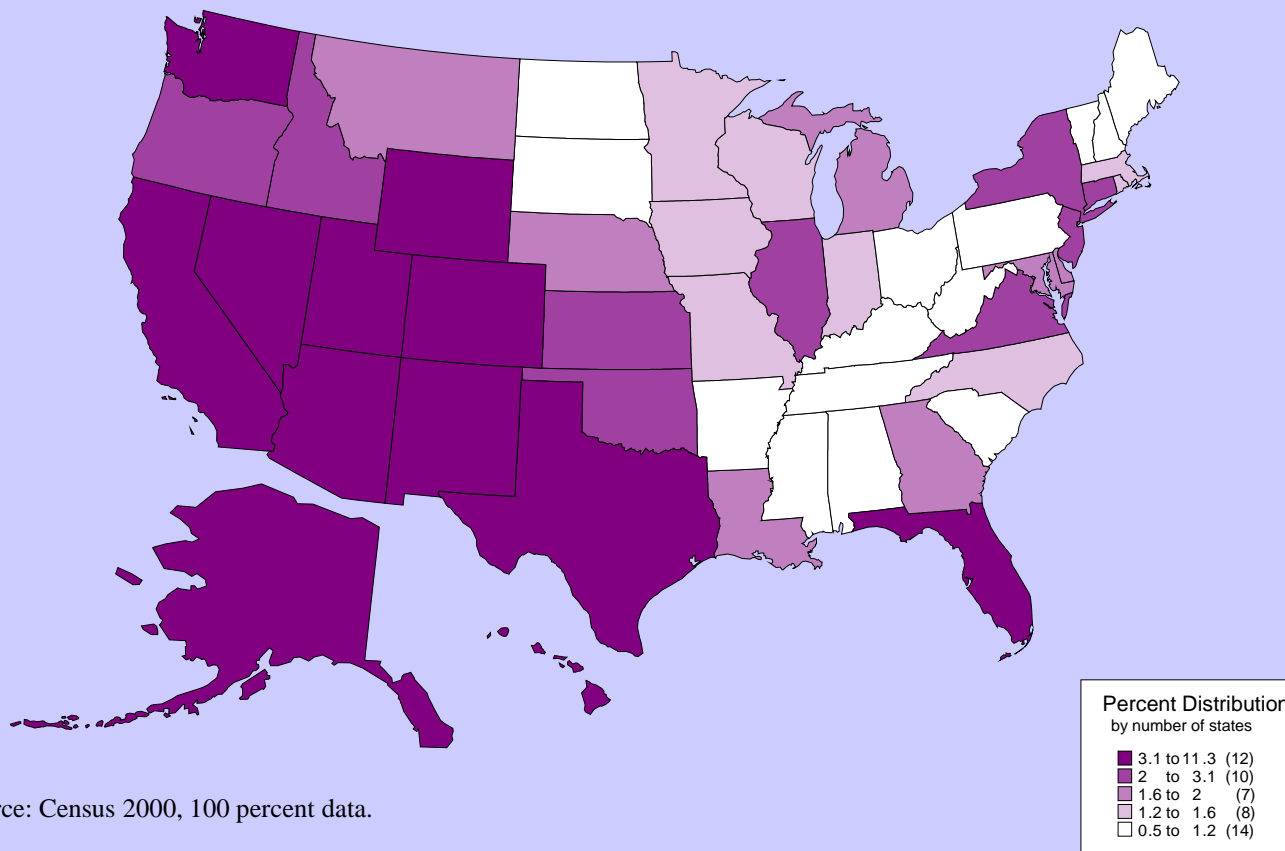 Percent Distribution
by number of states
3.1 to 11.3 (12)
2 to 3.1 (10)
1.6 to 2 (7)
1.2 to 1.6 (8)
0.5 to 1.2 (14)
rce: Census 2000, 100 percent data.